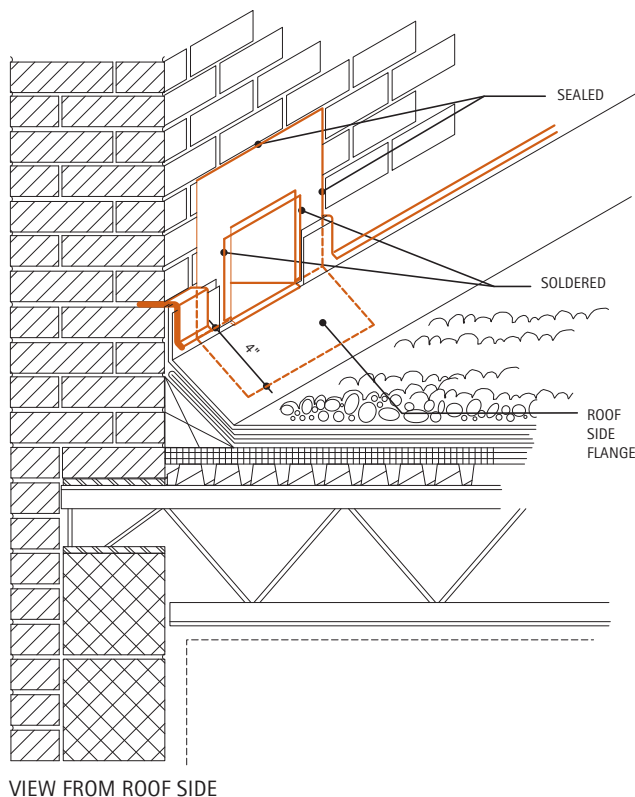 SEALED
SOLDERED
4"
ROOF
SIDE
FLANGE
VIEW FROM ROOF SIDE